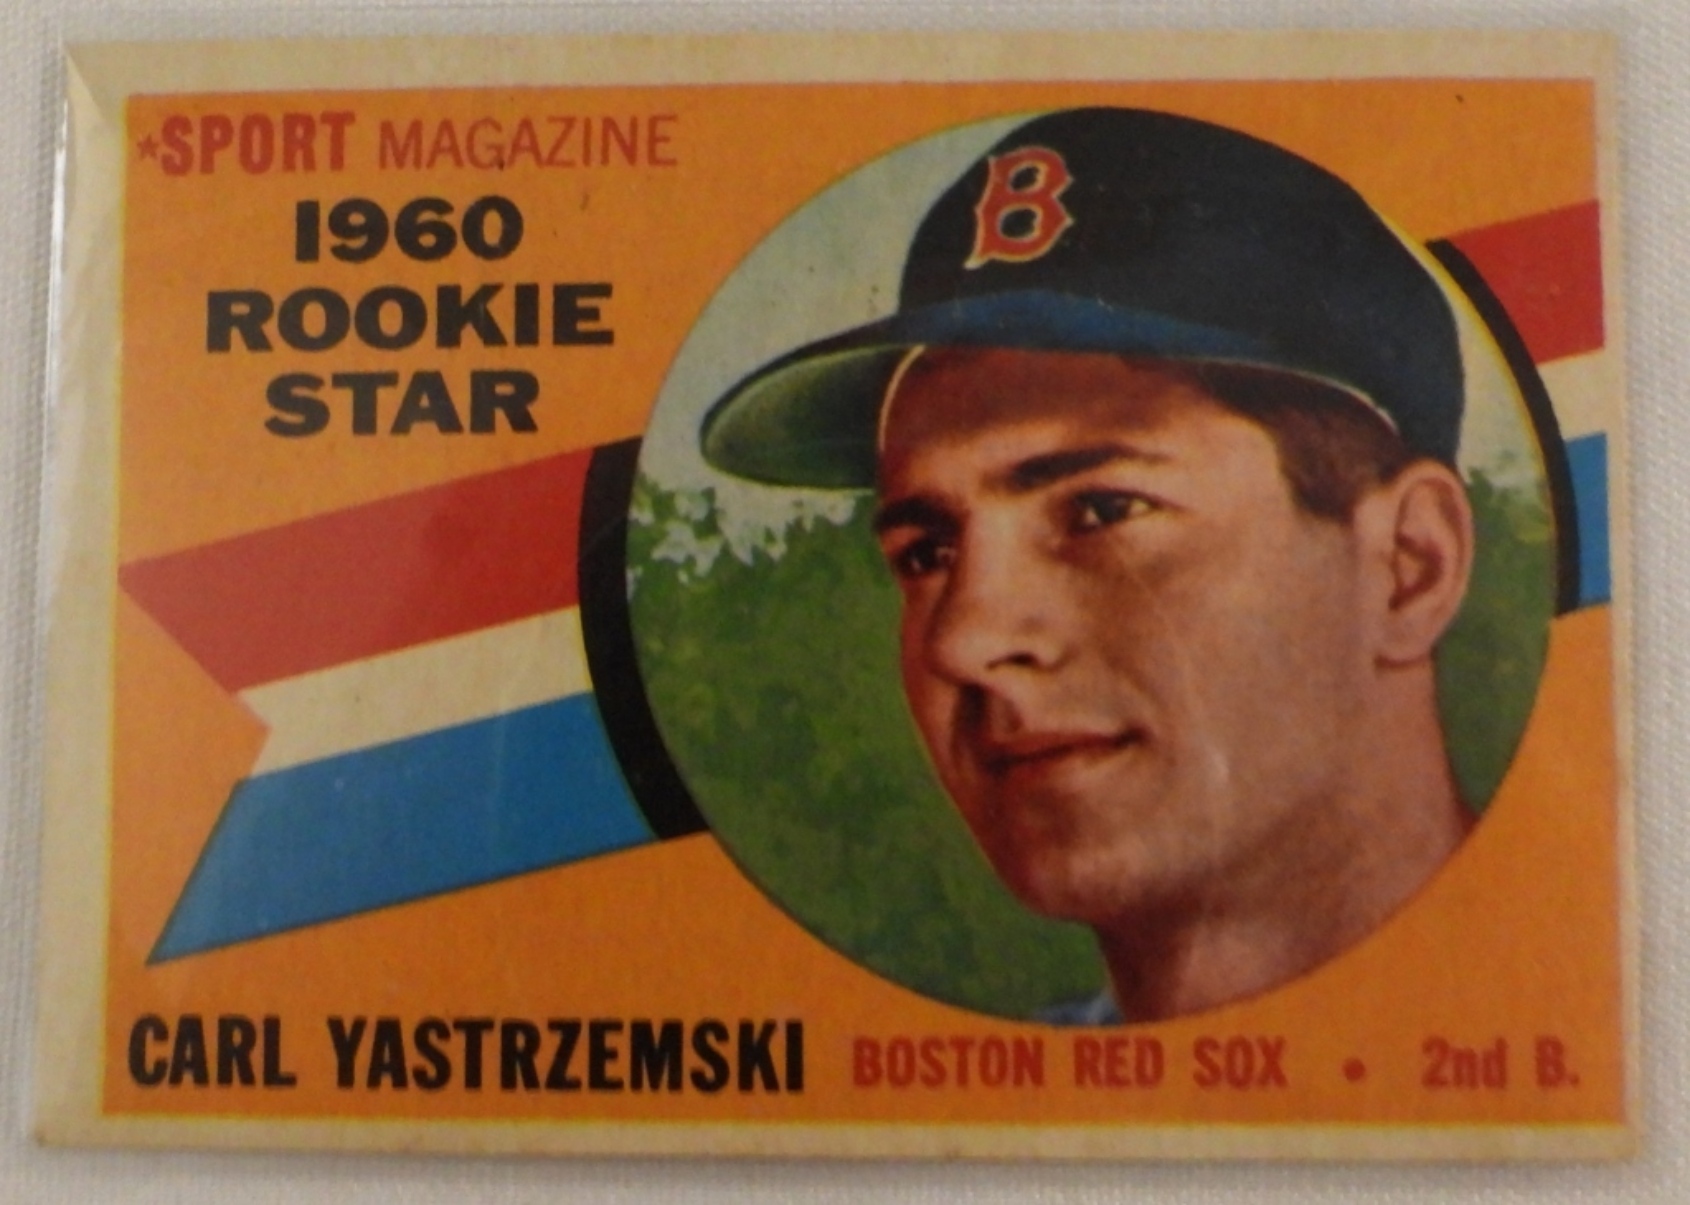 ★SPORT MAGAZINE
1960
ROOKIE
STAR
B
CARL YASTRZEMSKI BOSTON RED SOX • 2nd B.